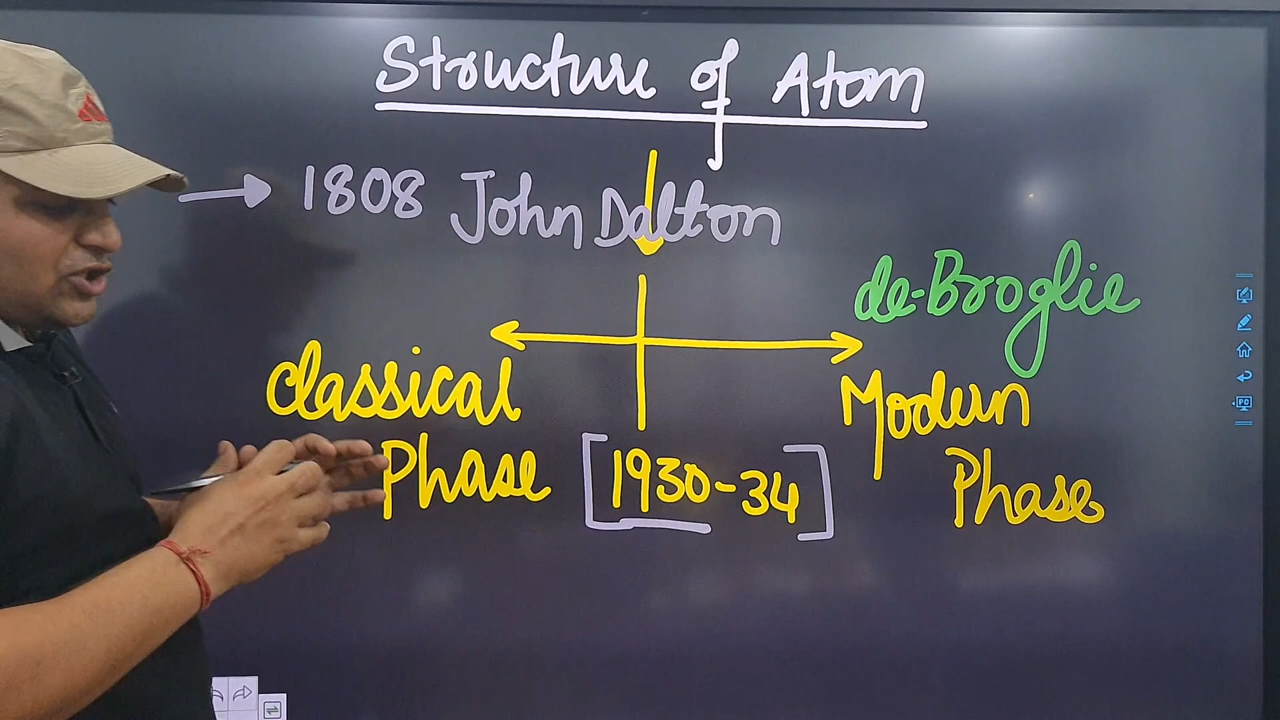 Structure of Atom
1808 John Dalton
de-Broglie
Classical
Phase
[1930-34]
Modern
Phase